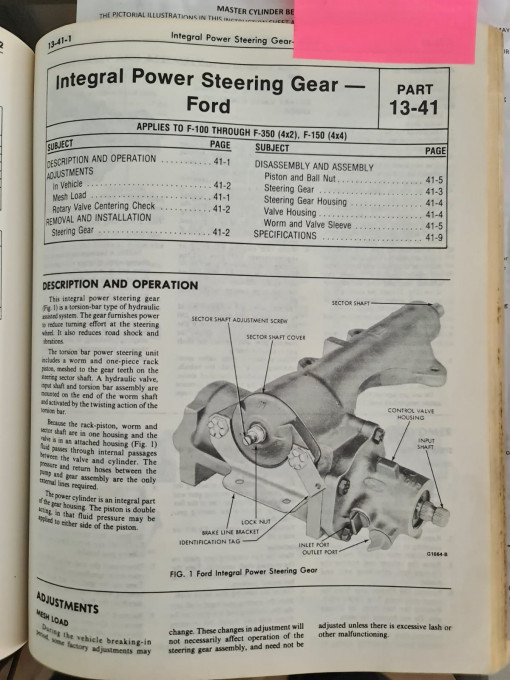 MASTER CYLINDER BE
THE PICTORIAL ILLUSTRATIONS IN THIS
13-41-1
Integral Power Steering Gear-
Integral Power Steering Gear —
Ford
PART
13-41
APPLIES TO F-100 THROUGH F-350 (4x2), F-150 (4x4)
SUBJECT PAGE
DESCRIPTION AND OPERATION ........... 41-1
ADJUSTMENTS
In Vehicle ........... 41-2
Mesh Load ........... 41-1
Rotary Valve Centering Check ........... 41-2
REMOVAL AND INSTALLATION
Steering Gear ........... 41-2
SUBJECT PAGE
DISASSEMBLY AND ASSEMBLY
Piston and Ball Nut ........... 41-5
Steering Gear ........... 41-3
Steering Gear Housing ........... 41-4
Valve Housing ........... 41-4
Worm and Valve Sleeve ........... 41-5
SPECIFICATIONS ........... 41-9
DESCRIPTION AND OPERATION
This integral power steering gear
(Fig. 1) is a torsion-bar type of hydraulic
assisted system. The gear furnishes power
to reduce turning effort at the steering
wheel. It also reduces road shock and
vibrations.
The torsion bar power steering unit
includes a worm and one-piece rack
piston, meshed to the gear teeth on the
steering sector shaft. A hydraulic valve,
input shaft and torsion bar assembly are
mounted on the end of the worm shaft
and activated by the twisting action of the
torsion bar.
Because the rack-piston, worm and
sector shaft are in one housing and the
valve is in an attached housing (Fig. 1)
fluid passes through internal passages
between the valve and cylinder. The
pressure and return hoses between the
pump and gear assembly are the only
external lines required.
The power cylinder is an integral part
of the gear housing. The piston is double
acting, in that fluid pressure may be
applied to either side of the piston.
SECTOR SHAFT
SECTOR SHAFT ADJUSTMENT SCREW
SECTOR SHAFT COVER
CONTROL VALVE
HOUSING
INPUT
SHAFT
LOCK NUT
BRAKE LINE BRACKET
IDENTIFICATION TAG
INLET PORT
OUTLET PORT
G1684-B
FIG. 1 Ford Integral Power Steering Gear
ADJUSTMENTS
MESH LOAD
During the vehicle breaking-in
period, some factory adjustments may
change. These changes in adjustment will
not necessarily affect operation of the
steering gear assembly, and need not be
adjusted unless there is excessive lash or
other malfunctioning.